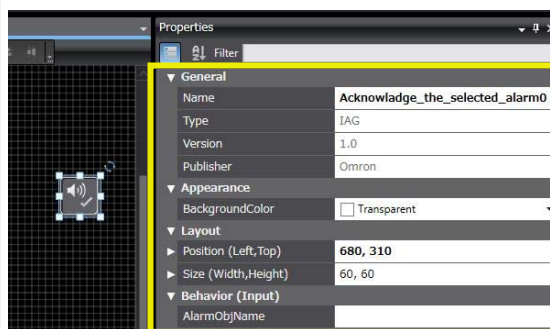 Properties
Filter
General
Name Acknowladge_the_selected_alarm0
Type IAG
Version 1.0
Publisher Omron
Appearance
BackgroundColor Transparent
Layout
Position (Left,Top) 680, 310
Size (Width,Height) 60, 60
Behavior (Input)
AlarmObjName